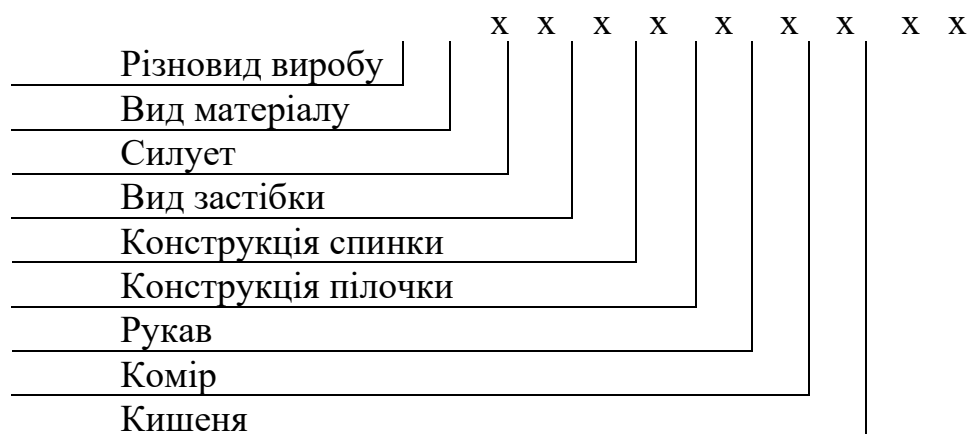 х х х х х х х х х
Різновид виробу
Вид матеріалу
Силует
Вид застібки
Конструкція спинки
Конструкція пілочки
Рукав
Комір
Кишеня